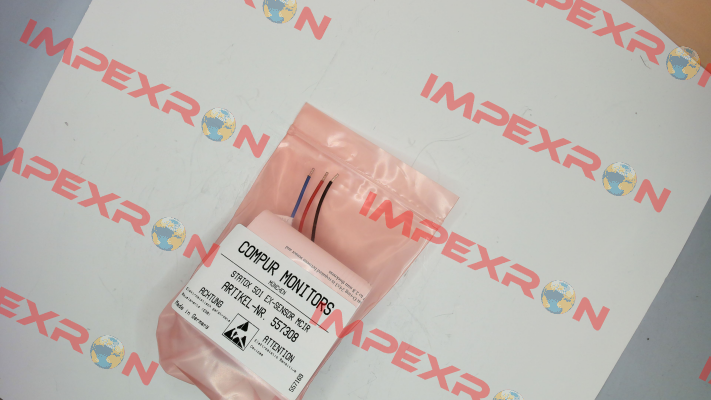 COMPUR MONITORS
MÜNCHEN
STATOX 501 EX-SENSOR MCIR
ARTIKEL-NR. 557308
ACHTUNG
ATTENTION
Made in Germany
557169
IMPEXRON
IMPEXRON
IMPEXRON
IMPEXRON
IMPEXRON
IMPEXRON